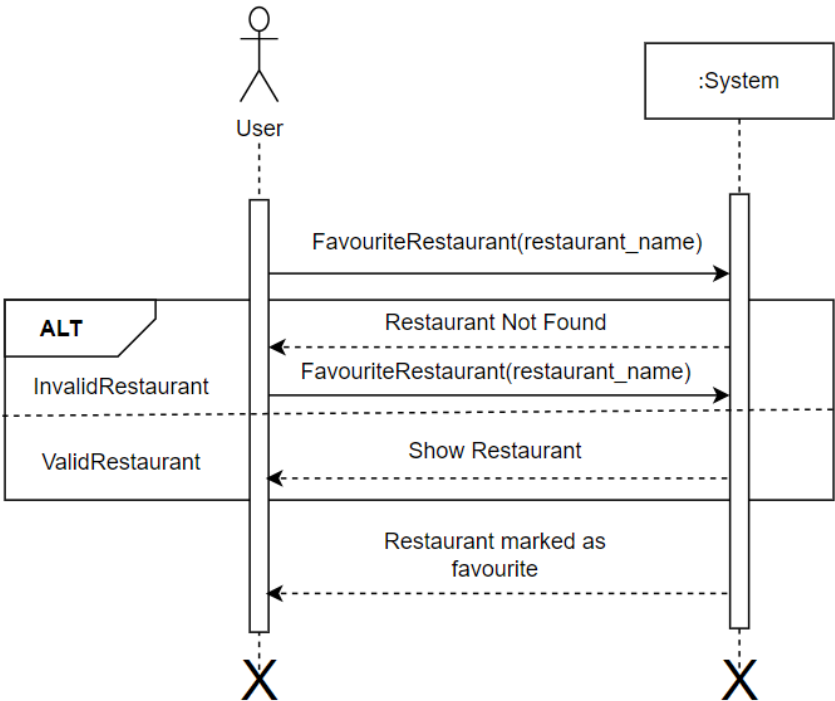 :System
User
FavouriteRestaurant(restaurant_name)
ALT
Restaurant Not Found
InvalidRestaurant
FavouriteRestaurant(restaurant_name)
ValidRestaurant
Show Restaurant
Restaurant marked as
favourite
X
X